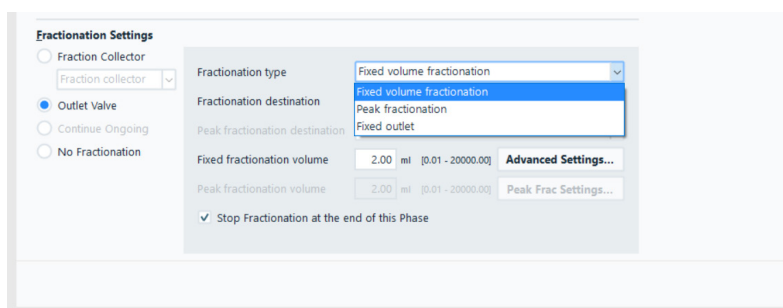 Fractionation Settings
Fraction Collector
Fraction collector
Outlet Valve
Continue Ongoing
No Fractionation
Fractionation type Fixed volume fractionation
Fixed volume fractionation
Peak fractionation
Fixed outlet
Fractionation destination
Peak fractionation destination
Fixed fractionation volume 2.00 ml [0.01 - 20000.00] Advanced Settings...
Peak fractionation volume 2.00 ml [0.01 - 20000.00] Peak Frac Settings...
Stop Fractionation at the end of this Phase